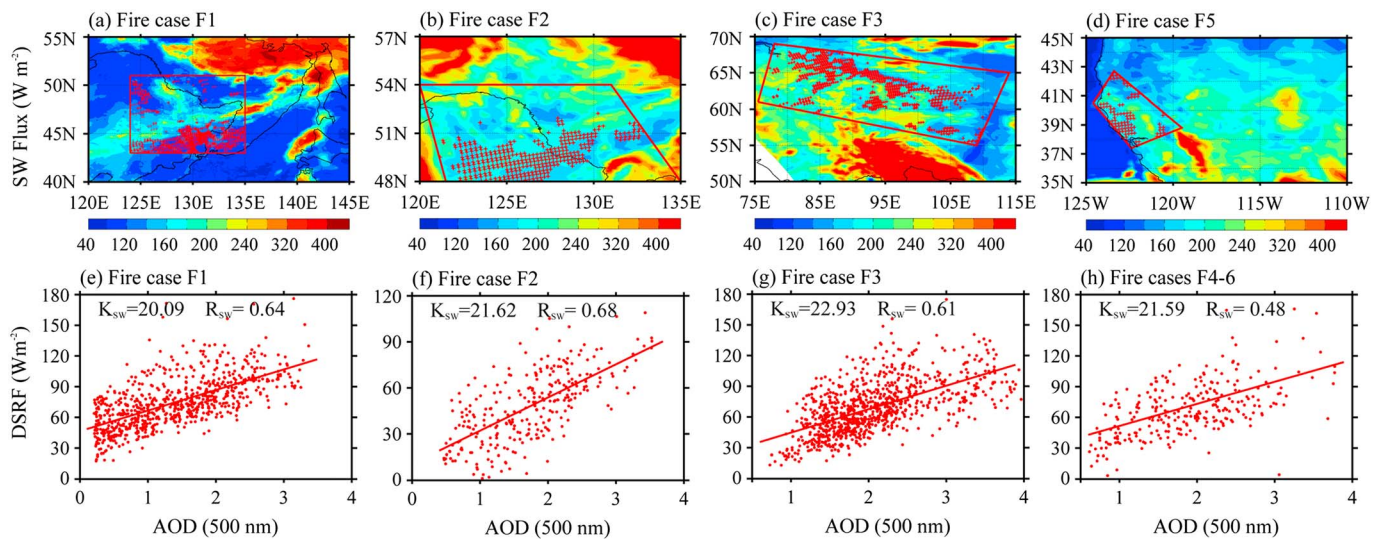 (a) Fire case F1
(b) Fire case F2
(c) Fire case F3
(d) Fire case F5
SW Flux (W m⁻²)
55N
50N
45N
40N
120E 125E 130E 135E 140E 145E
57N
54N
51N
48N
120E 125E 130E 135E
70N
65N
60N
55N
50N
75E 85E 95E 105E 115E
45N
43N
41N
39N
37N
35N
125W 120W 115W 110W
40 120 160 200 240 320 400
40 120 160 200 240 320 400
40 120 160 200 240 320 400
40 120 160 200 240 320 400
(e) Fire case F1
(f) Fire case F2
(g) Fire case F3
(h) Fire cases F4-6
DSRF (Wm⁻²)
K_SW=20.09 R_SW= 0.64
180
150
120
90
60
30
0
0 1 2 3 4
AOD (500 nm)
K_SW=21.62 R_SW= 0.68
120
90
60
30
0
0 1 2 3 4
AOD (500 nm)
K_SW=22.93 R_SW= 0.61
180
150
120
90
60
30
0
1 2 3 4
AOD (500 nm)
K_SW=21.59 R_SW= 0.48
180
150
120
90
60
30
0
1 2 3 4
AOD (500 nm)